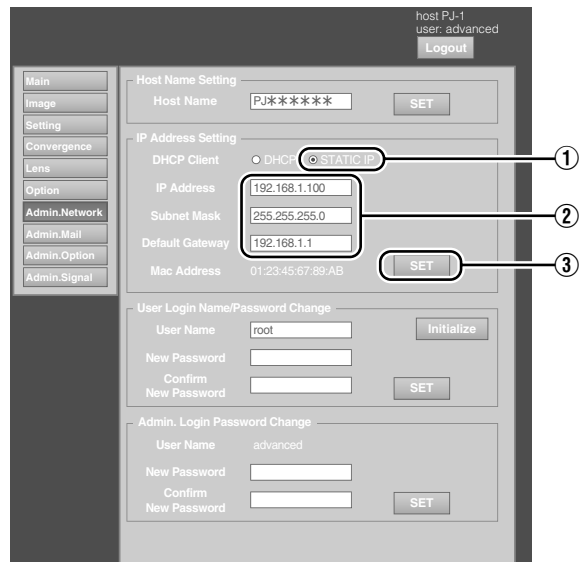 host PJ-1
user: advanced
Logout
Main
Image
Setting
Convergence
Lens
Option
Admin.Network
Admin.Mail
Admin.Option
Admin.Signal
Host Name Setting
Host Name PJ****** SET
IP Address Setting
DHCP Client DHCP STATIC IP ①
IP Address 192.168.1.100
Subnet Mask 255.255.255.0 ②
Default Gateway 192.168.1.1
Mac Address 01:23:45:67:89:AB SET ③
User Login Name/Password Change
User Name root Initialize
New Password
Confirm
New Password SET
Admin. Login Password Change
User Name advanced
New Password
Confirm
New Password SET